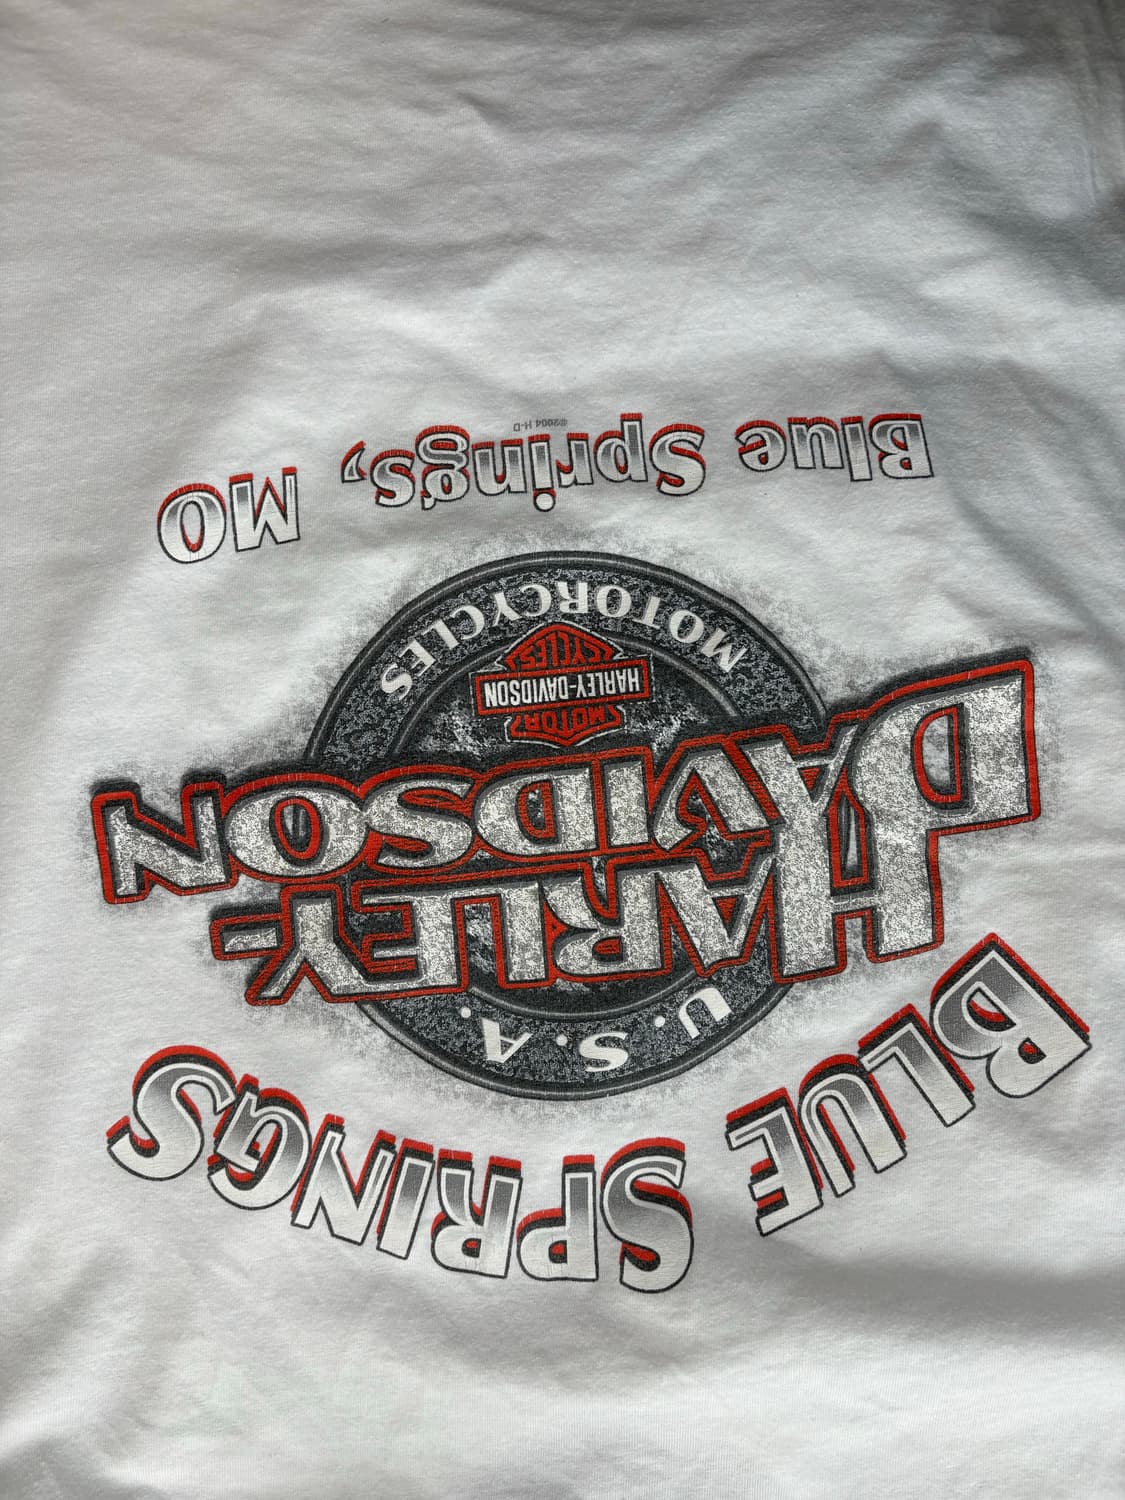 BLUE SPRINGS
U.S.A.
HARLEY-
DAVIDSON
MOTOR
HARLEY-DAVIDSON
CYCLES
MOTORCYCLES
©2004 H-D
Blue Springs, MO